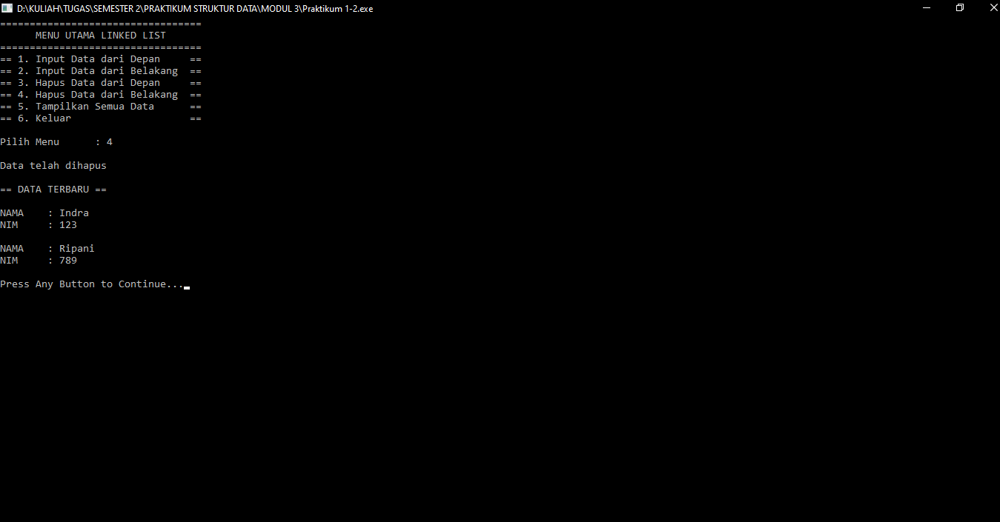 D:\KULIAH\TUGAS\SEMESTER 2\PRAKTIKUM STRUKTUR DATA\MODUL 3\Praktikum 1-2.exe
==================================
      MENU UTAMA LINKED LIST
==================================
== 1. Input Data dari Depan     ==
== 2. Input Data dari Belakang  ==
== 3. Hapus Data dari Depan     ==
== 4. Hapus Data dari Belakang  ==
== 5. Tampilkan Semua Data      ==
== 6. Keluar                    ==
Pilih Menu      : 4
Data telah dihapus
== DATA TERBARU ==
NAMA    : Indra
NIM     : 123
NAMA    : Ripani
NIM     : 789
Press Any Button to Continue...